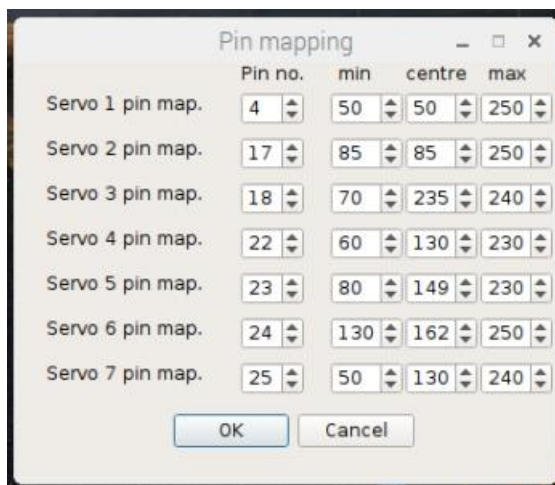 Pin mapping
Pin no. min centre max
Servo 1 pin map. 4 50 50 250
Servo 2 pin map. 17 85 85 250
Servo 3 pin map. 18 70 235 240
Servo 4 pin map. 22 60 130 230
Servo 5 pin map. 23 80 149 230
Servo 6 pin map. 24 130 162 250
Servo 7 pin map. 25 50 130 240
OK Cancel